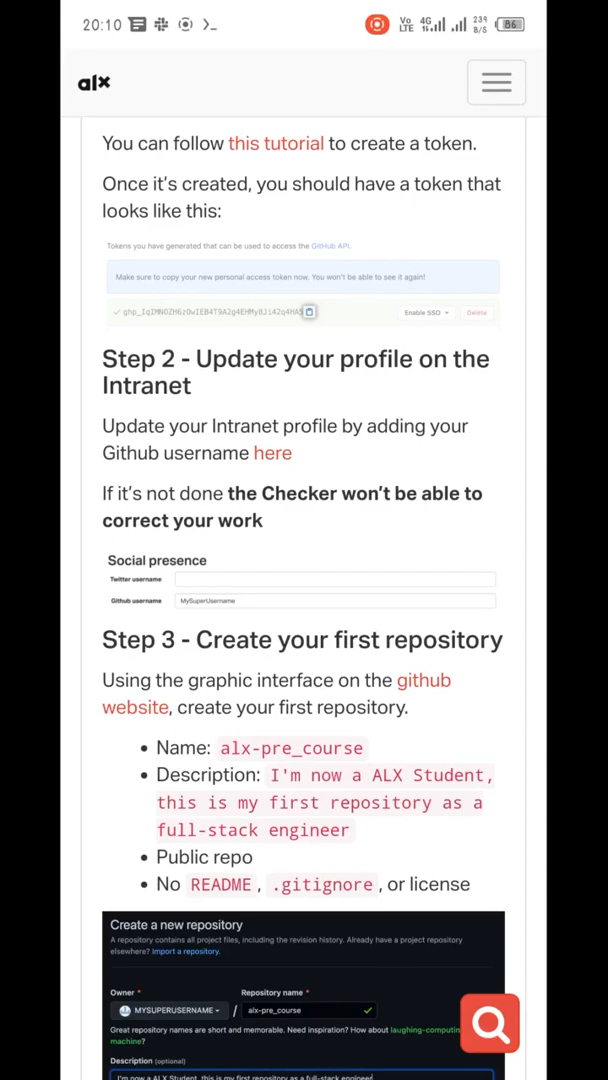 20:10
Vo LTE 4G 239 B/S 86
alx
You can follow this tutorial to create a token.
Once it's created, you should have a token that
looks like this:
Tokens you have generated that can be used to access the GitHub API.
Make sure to copy your new personal access token now. You won't be able to see it again!
Enable SSO Delete
Step 2 - Update your profile on the
Intranet
Update your Intranet profile by adding your
Github username here
If it's not done the Checker won't be able to
correct your work
Social presence
Twitter username
Github username MySuperUsername
Step 3 - Create your first repository
Using the graphic interface on the github
website, create your first repository.
• Name: alx-pre_course
• Description: I'm now a ALX Student,
this is my first repository as a
full-stack engineer
• Public repo
• No README, .gitignore, or license
Create a new repository
A repository contains all project files, including the revision history. Already have a project repository
elsewhere? Import a repository.
Owner * Repository name *
MYSUPERUSERNAME / alx-pre_course
Great repository names are short and memorable. Need inspiration? How about laughing-computin
machine?
Description (optional)
I'm now a ALX Student, this is my first repository as a full-stack engineer